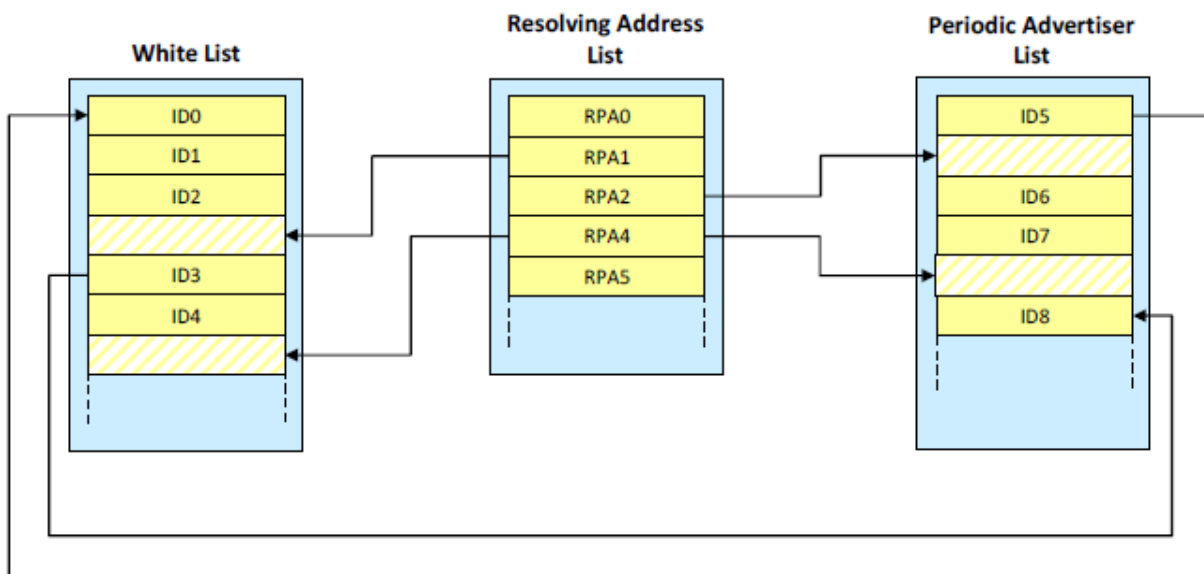 White List
ID0
ID1
ID2
ID3
ID4
Resolving Address
List
RPA0
RPA1
RPA2
RPA4
RPA5
Periodic Advertiser
List
ID5
ID6
ID7
ID8